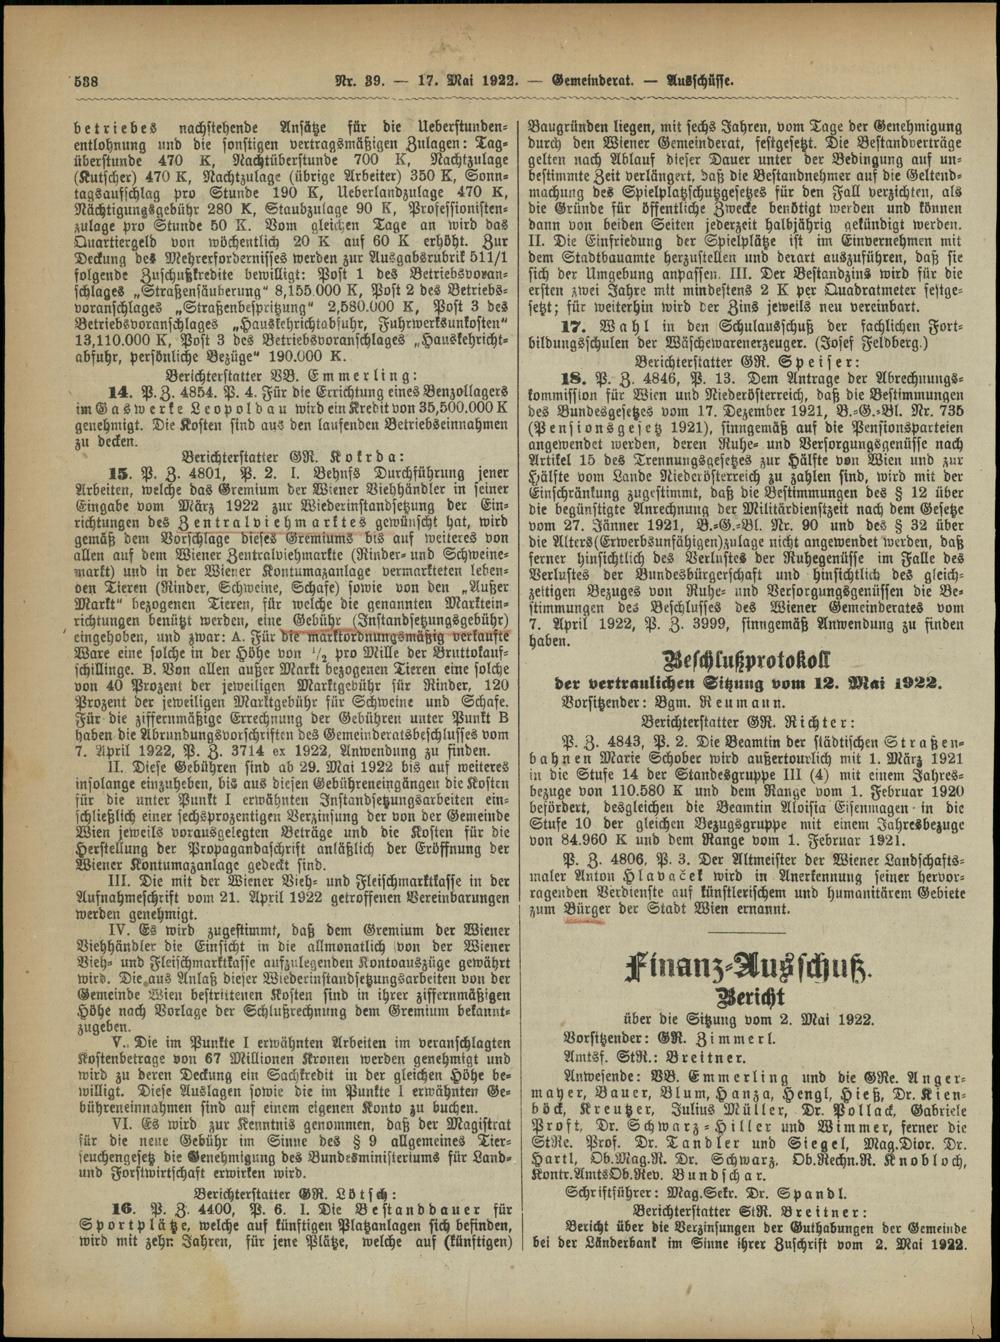 538
Nr. 39. — 17. Mai 1922. — Gemeinderat. — Ausschüsse.
betriebes nachstehende Ansätze für die Ueberstunden-
entlohnung und die sonstigen vertragsmäßigen Zulagen: Tag-
überstunde 470 K, Nachtüberstunde 700 K, Nachtzulage
(Kutscher) 470 K, Nachtzulage (übrige Arbeiter) 350 K, Sonn-
tagsaufschlag pro Stunde 190 K, Ueberlandzulage 470 K,
Nächtigungsgebühr 280 K, Staubzulage 90 K, Professionisten-
zulage pro Stunde 50 K. Vom gleichen Tage an wird das
Quartiergeld von wöchentlich 20 K auf 60 K erhöht. Zur
Deckung des Mehrerfordernisses werden zur Ausgabsrubrik 511/1
folgende Zuschußkredite bewilligt: Post 1 des Betriebsvoran-
schlages „Straßensäuberung" 8,155.000 K, Post 2 des Betriebs-
voranschlages „Straßenbespritzung" 2,580.000 K, Post 3 des
Betriebsvoranschlages „Hauskehrichtabfuhr, Fuhrwerksunkosten"
13,110.000 K, Post 3 des Betriebsvoranschlages „Hauskehricht-
abfuhr, persönliche Bezüge" 190.000 K.
Berichterstatter VB. Emmerling:
14. P. Z. 4854. P. 4. Für die Errichtung eines Benzollagers
im Gaswerke Leopoldau wird ein Kredit von 35,500.000 K
genehmigt. Die Kosten sind aus den laufenden Betriebseinnahmen
zu decken.
Berichterstatter GR. Kokrda:
15. P. Z. 4801, P. 2. I. Behufs Durchführung jener
Arbeiten, welche das Gremium der Wiener Viehhändler in seiner
Eingabe vom März 1922 zur Wiederinstandsetzung der Ein-
richtungen des Zentralviehmarktes gewünscht hat, wird
gemäß dem Vorschlage dieses Gremiums bis auf weiteres von
allen auf dem Wiener Zentralviehmarkte (Rinder- und Schweine-
markt) und in der Wiener Kontumazanlage vermarkteten leben-
den Tieren (Rinder, Schweine, Schafe) sowie von den „Außer
Markt" bezogenen Tieren, für welche die genannten Marktein-
richtungen benützt werden, eine Gebühr (Instandsetzungsgebühr)
eingehoben, und zwar: A. Für die marktordnungsmäßig verkaufte
Ware eine solche in der Höhe von 1/2 pro Mille der Bruttokauf-
schillinge. B. Von allen außer Markt bezogenen Tieren eine solche
von 40 Prozent der jeweiligen Marktgebühr für Rinder, 120
Prozent der jeweiligen Marktgebühr für Schweine und Schafe.
Für die ziffernmäßige Errechnung der Gebühren unter Punkt B
haben die Abrundungsvorschriften des Gemeinderatsbeschlusses vom
7. April 1922, P. Z. 3714 ex 1922, Anwendung zu finden.
II. Diese Gebühren sind ab 29. Mai 1922 bis auf weiteres
insolange einzuheben, bis aus diesen Gebühreneingängen die Kosten
für die unter Punkt I erwähnten Instandsetzungsarbeiten ein-
schließlich einer sechsprozentigen Verzinsung der von der Gemeinde
Wien jeweils vorausgelegten Beträge und die Kosten für die
Herstellung der Propagandaschrift anläßlich der Eröffnung der
Wiener Kontumazanlage gedeckt sind.
III. Die mit der Wiener Vieh- und Fleischmarktkasse in der
Aufnahmeschrift vom 21. April 1922 getroffenen Vereinbarungen
werden genehmigt.
IV. Es wird zugestimmt, daß dem Gremium der Wiener
Viehhändler die Einsicht in die allmonatlich von der Wiener
Vieh- und Fleischmarktkasse aufzulegenden Kontoauszüge gewährt
wird. Die aus Anlaß dieser Wiederinstandsetzungsarbeiten von der
Gemeinde Wien bestrittenen Kosten sind in ihrer ziffernmäßigen
Höhe nach Vorlage der Schlußrechnung dem Gremium bekannt-
zugeben.
V. Die im Punkte I erwähnten Arbeiten im veranschlagten
Kostenbetrage von 67 Millionen Kronen werden genehmigt und
wird zu deren Deckung ein Sachkredit in der gleichen Höhe be-
willigt. Diese Auslagen sowie die im Punkte I erwähnten Ge-
bühreneinnahmen sind auf einem eigenen Konto zu buchen.
VI. Es wird zur Kenntnis genommen, daß der Magistrat
für die neue Gebühr im Sinne des § 9 allgemeines Tier-
seuchengesetz die Genehmigung des Bundesministeriums für Land-
und Forstwirtschaft erwirken wird.
Berichterstatter GR. Lötsch:
16. P. Z. 4400, P. 6. I. Die Bestanddauer für
Sportplätze, welche auf künftigen Platzanlagen sich befinden,
wird mit zehn Jahren, für jene Plätze, welche auf (künftigen)
Baugründen liegen, mit sechs Jahren, vom Tage der Genehmigung
durch den Wiener Gemeinderat, festgesetzt. Die Bestandverträge
gelten nach Ablauf dieser Dauer unter der Bedingung auf un-
bestimmte Zeit verlängert, daß die Bestandnehmer auf die Geltend-
machung des Spielplatzschutzgesetzes für den Fall verzichten, als
die Gründe für öffentliche Zwecke benötigt werden und können
dann von beiden Seiten jederzeit halbjährig gekündigt werden.
II. Die Einfriedung der Spielplätze ist im Einvernehmen mit
dem Stadtbauamte herzustellen und derart auszuführen, daß sie
sich der Umgebung anpassen. III. Der Bestandzins wird für die
ersten zwei Jahre mit mindestens 2 K per Quadratmeter festge-
setzt; für weiterhin wird der Zins jeweils neu vereinbart.
17. Wahl in den Schulausschuß der fachlichen Fort-
bildungsschulen der Wäschewarenerzeuger. (Josef Feldberg.)
Berichterstatter GR. Speiser:
18. P. Z. 4846, P. 13. Dem Antrage der Abrechnungs-
kommission für Wien und Niederösterreich, daß die Bestimmungen
des Bundesgesetzes vom 17. Dezember 1921, B.-G.-Bl. Nr. 735
(Pensionsgesetz 1921), sinngemäß auf die Pensionsparteien
angewendet werden, deren Ruhe- und Versorgungsgenüsse nach
Artikel 15 des Trennungsgesetzes zur Hälfte von Wien und zur
Hälfte vom Lande Niederösterreich zu zahlen sind, wird mit der
Einschränkung zugestimmt, daß die Bestimmungen des § 12 über
die begünstigte Anrechnung der Militärdienstzeit nach dem Gesetze
vom 27. Jänner 1921, B.-G.-Bl. Nr. 90 und des § 32 über
die Alters(Erwerbsunfähigen)zulage nicht angewendet werden, daß
ferner hinsichtlich des Verlustes der Ruhegenüsse im Falle des
Verlustes der Bundesbürgerschaft und hinsichtlich des gleich-
zeitigen Bezuges von Ruhe- und Versorgungsgenüssen die Be-
stimmungen des Beschlusses des Wiener Gemeinderates vom
7. April 1922, P. Z. 3999, sinngemäß Anwendung zu finden
haben.
Beschlußprotokoll
der vertraulichen Sitzung vom 12. Mai 1922.
Vorsitzender: Bgm. Reumann.
Berichterstatter GR. Richter:
P. Z. 4843, P. 2. Die Beamtin der städtischen Straßen-
bahnen Marie Schober wird außertourlich mit 1. März 1921
in die Stufe 14 der Standesgruppe III (4) mit einem Jahres-
bezuge von 110.580 K und dem Range vom 1. Februar 1920
befördert, desgleichen die Beamtin Aloisia Eisenmagen in die
Stufe 10 der gleichen Bezugsgruppe mit einem Jahresbezuge
von 84.960 K und dem Range vom 1. Februar 1921.
P. Z. 4806, P. 3. Der Altmeister der Wiener Landschafts-
maler Anton Hlavaček wird in Anerkennung seiner hervor-
ragenden Verdienste auf künstlerischem und humanitärem Gebiete
zum Bürger der Stadt Wien ernannt.
Finanz-Ausschuß.
Bericht
über die Sitzung vom 2. Mai 1922.
Vorsitzender: GR. Zimmerl.
Amtsf. StR.: Breitner.
Anwesende: VB. Emmerling und die GRe. Anger-
mayer, Bauer, Blum, Hanza, Hengl, Hieß, Dr. Kien-
böck, Kreutzer, Julius Müller, Dr. Pollack, Gabriele
Proft, Dr. Schwarz-Hiller und Wimmer, ferner die
StRe. Prof. Dr. Tandler und Siegel, Mag.Dior. Dr.
Hartl, Ob.Mag.R. Dr. Schwarz, Ob.Rechn.R. Knobloch,
Kontr.Amts Ob.Rev. Bundschar.
Schriftführer: Mag.Sekr. Dr. Spandl.
Berichterstatter StR. Breitner:
Bericht über die Verzinsungen der Guthabungen der Gemeinde
bei der Länderbank im Sinne ihrer Zuschrift vom 2. Mai 1922.